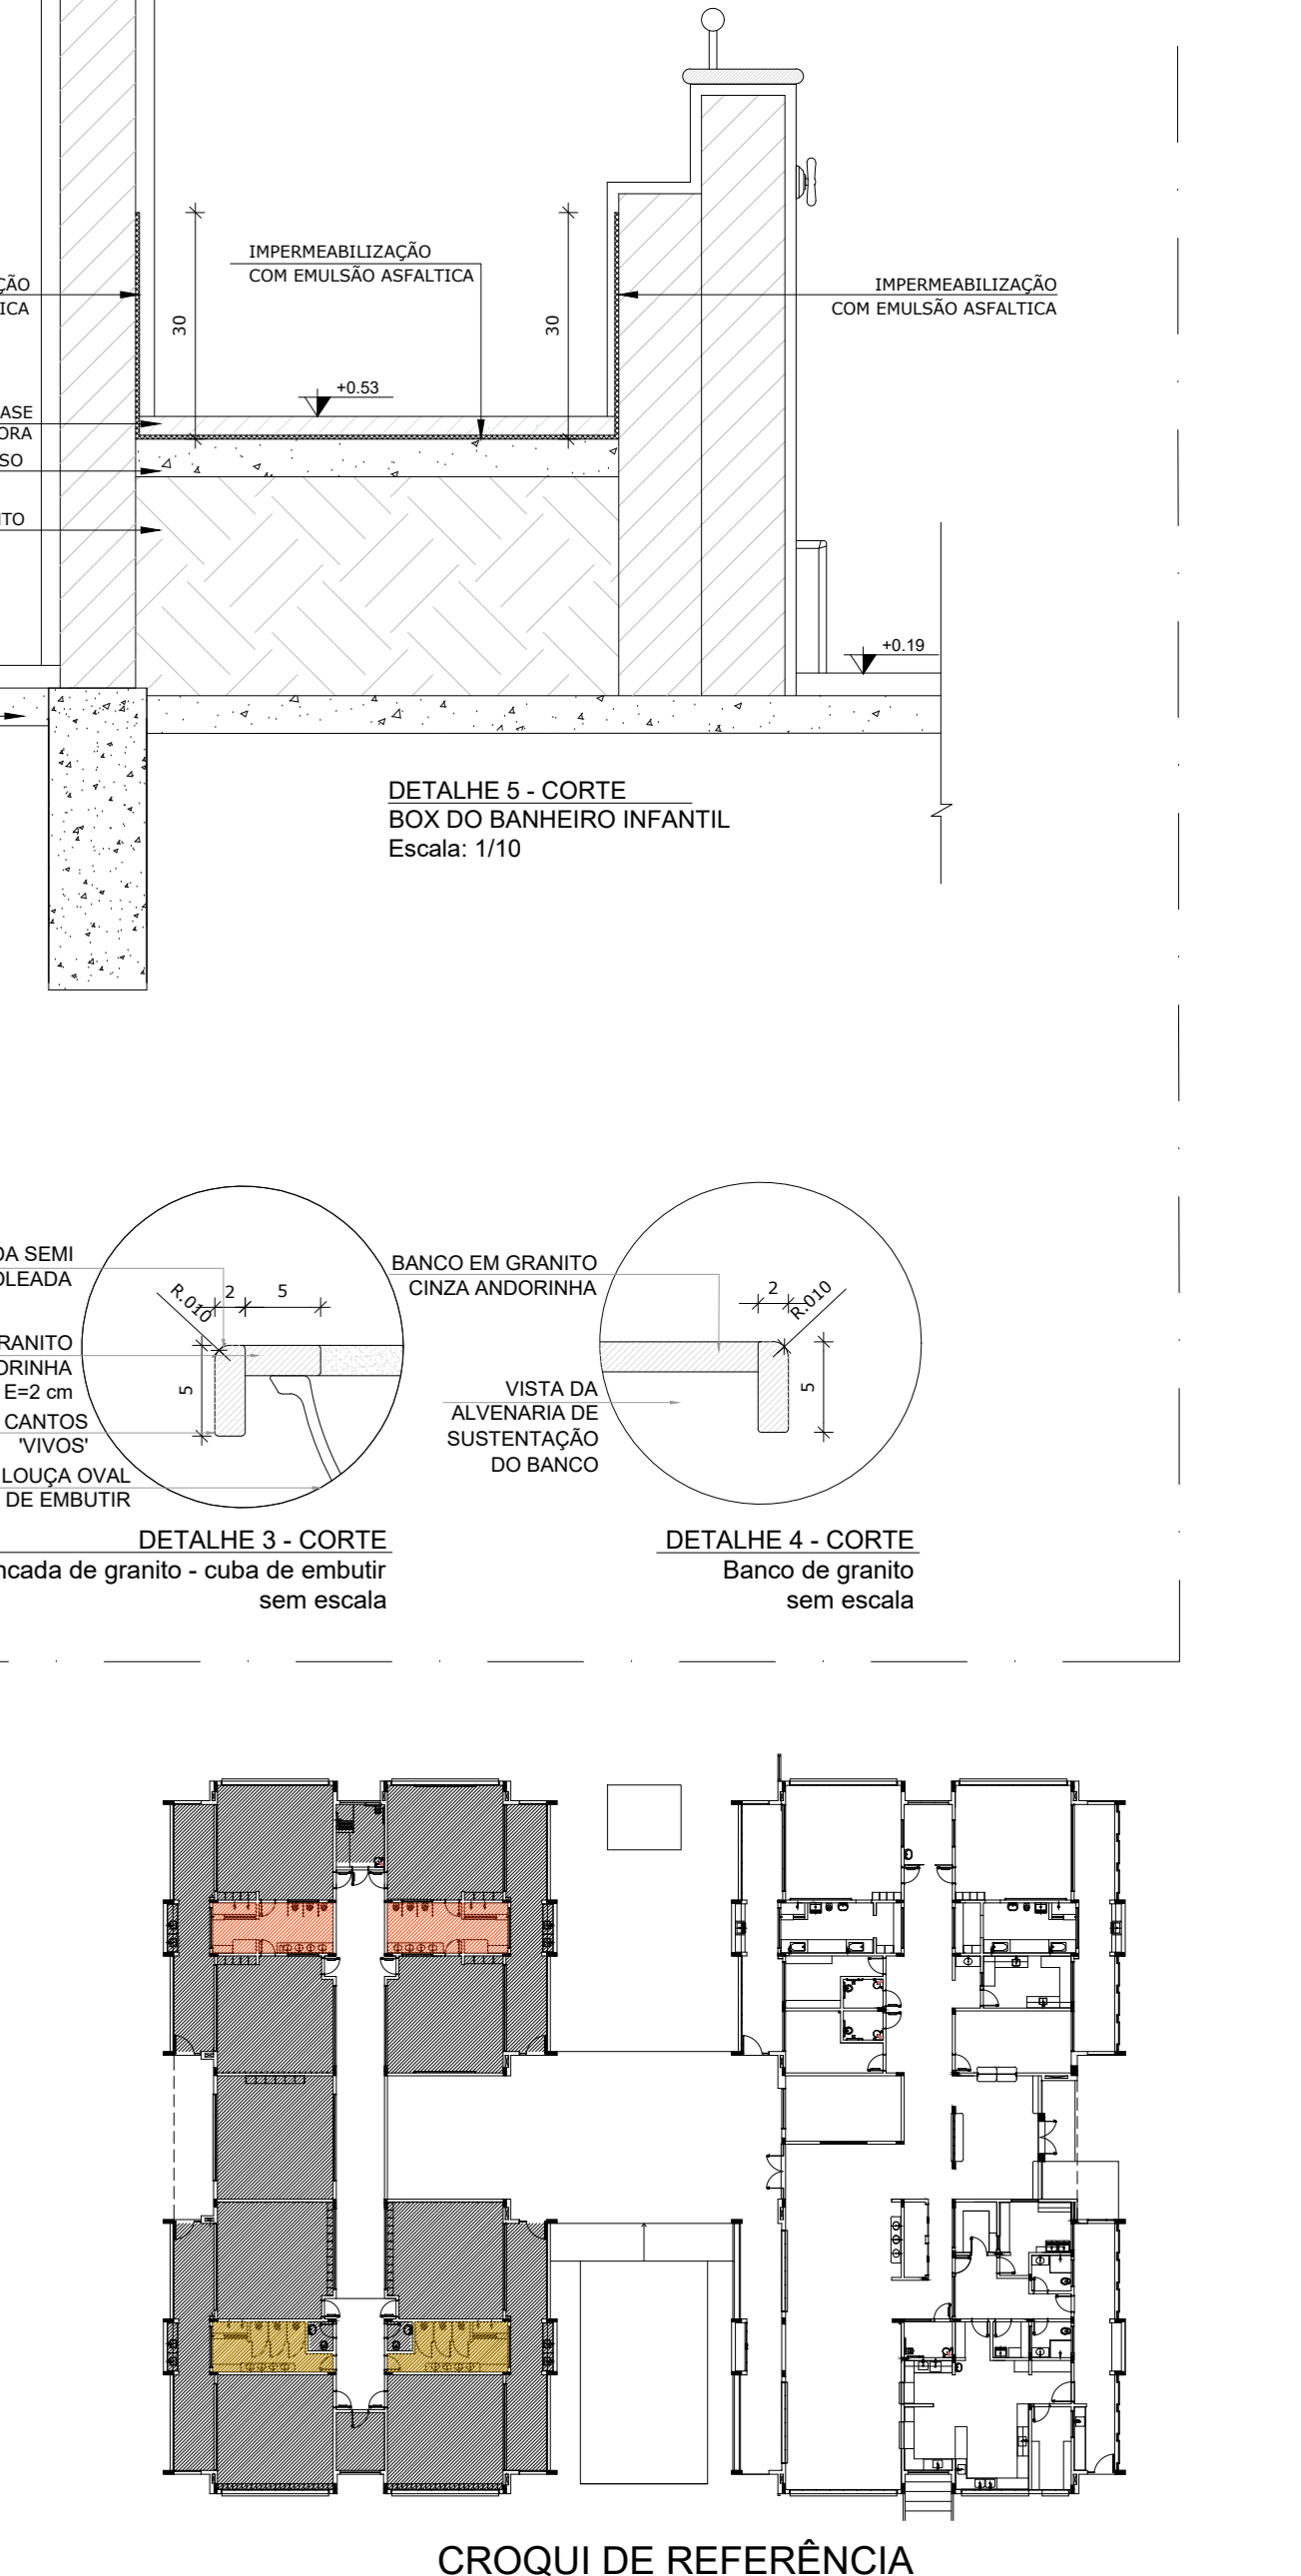 IMPERMEABILIZAÇÃO
COM EMULSÃO ASFALTICA
ÇÃO
ICA
IMPERMEABILIZAÇÃO
COM EMULSÃO ASFALTICA
30
30
+0.53
ASE
ORA
SO
ITO
+0.19
DETALHE 5 - CORTE
BOX DO BANHEIRO INFANTIL
Escala: 1/10
DA SEMI
OLEADA
R.010
2
5
RANITO
ORINHA
E=2 cm
5
CANTOS
'VIVOS'
LOUÇA OVAL
DE EMBUTIR
DETALHE 3 - CORTE
ncada de granito - cuba de embutir
sem escala
BANCO EM GRANITO
CINZA ANDORINHA
2
R.010
5
VISTA DA
ALVENARIA DE
SUSTENTAÇÃO
DO BANCO
DETALHE 4 - CORTE
Banco de granito
sem escala
CROQUI DE REFERÊNCIA